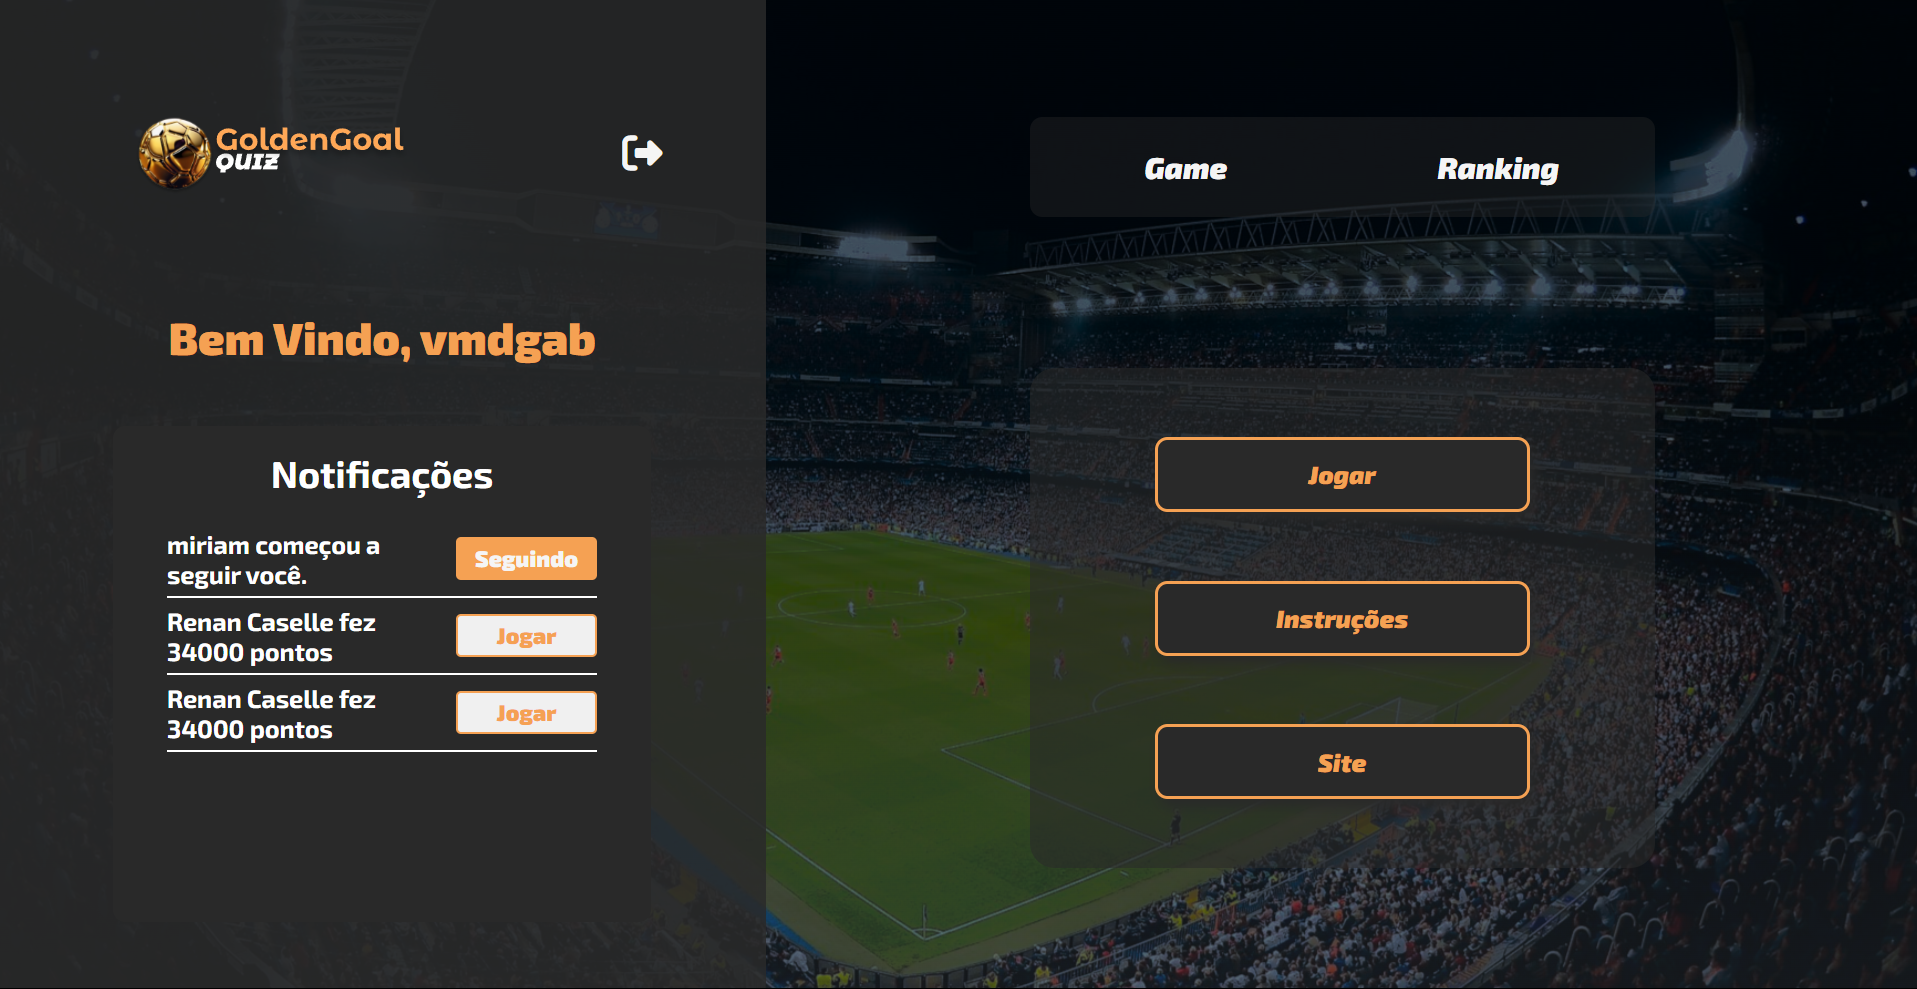 GoldenGoal
QUIZ
Game
Ranking
Bem Vindo, vmdgab
Notificações
miriam começou a
seguir você.
Seguindo
Renan Caselle fez
34000 pontos
Jogar
Renan Caselle fez
34000 pontos
Jogar
Jogar
Instruções
Site